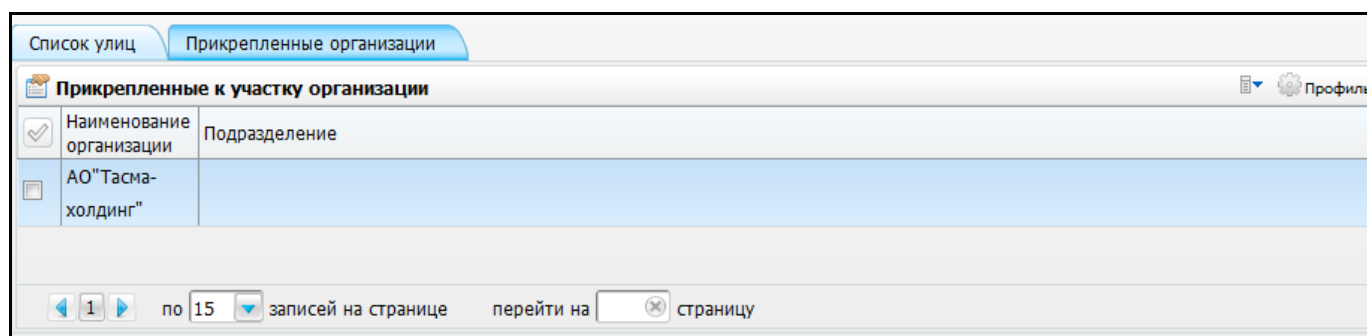 Список улиц Прикрепленные организации
Прикрепленные к участку организации Профиль
Наименование организации Подразделение
АО"Тасма-
холдинг"
1 по 15 записей на странице перейти на страницу